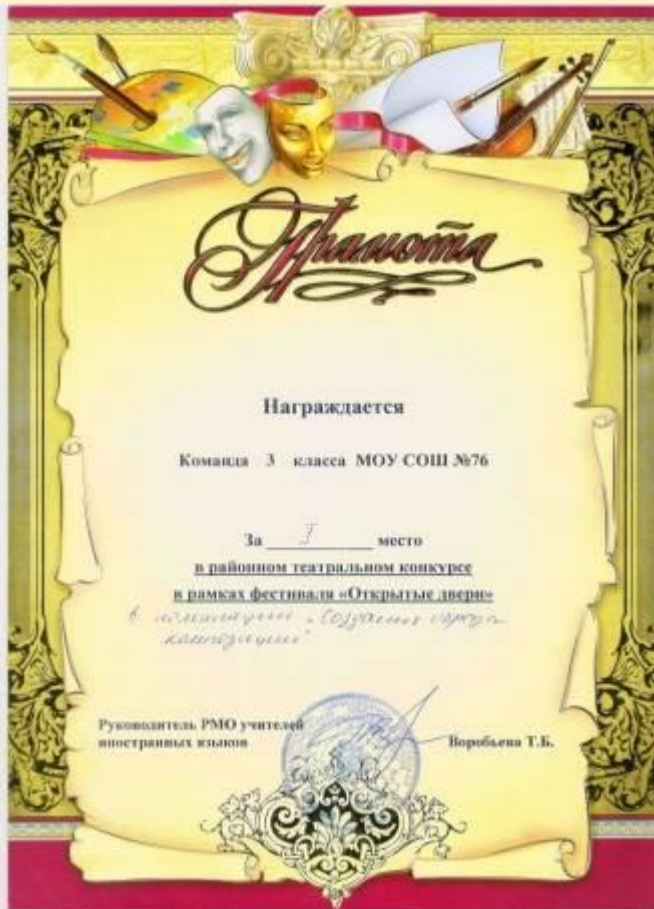 Грамота
Награждается
Команда 3 класса МОУ СОШ №76
За I место
в районном театральном конкурсе
в рамках фестиваля «Открытые двери»
в номинации „Создание образа
композиции"
Руководитель РМО учителей
иностранных языков
Воробьева Т.Б.